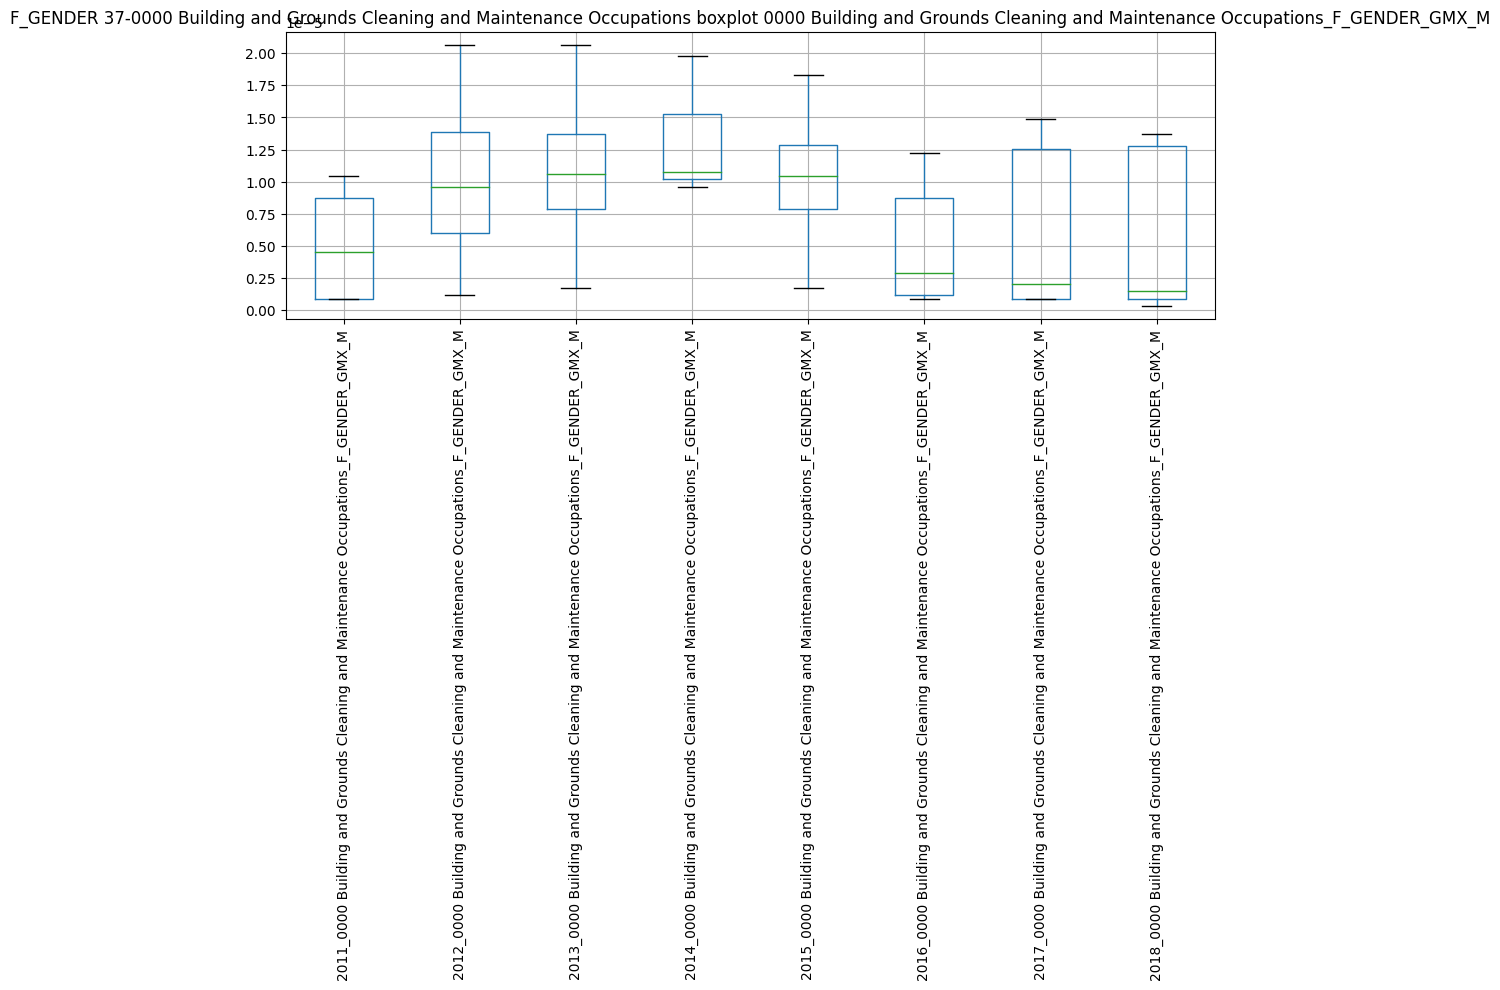 F_GENDER 37-0000 Building and Grounds Cleaning and Maintenance Occupations boxplot 0000 Building and Grounds Cleaning and Maintenance Occupations_F_GENDER_GMX_M
1e−5
2.00
1.75
1.50
1.25
1.00
0.75
0.50
0.25
0.00
2011_0000 Building and Grounds Cleaning and Maintenance Occupations_F_GENDER_GMX_M
2012_0000 Building and Grounds Cleaning and Maintenance Occupations_F_GENDER_GMX_M
2013_0000 Building and Grounds Cleaning and Maintenance Occupations_F_GENDER_GMX_M
2014_0000 Building and Grounds Cleaning and Maintenance Occupations_F_GENDER_GMX_M
2015_0000 Building and Grounds Cleaning and Maintenance Occupations_F_GENDER_GMX_M
2016_0000 Building and Grounds Cleaning and Maintenance Occupations_F_GENDER_GMX_M
2017_0000 Building and Grounds Cleaning and Maintenance Occupations_F_GENDER_GMX_M
2018_0000 Building and Grounds Cleaning and Maintenance Occupations_F_GENDER_GMX_M